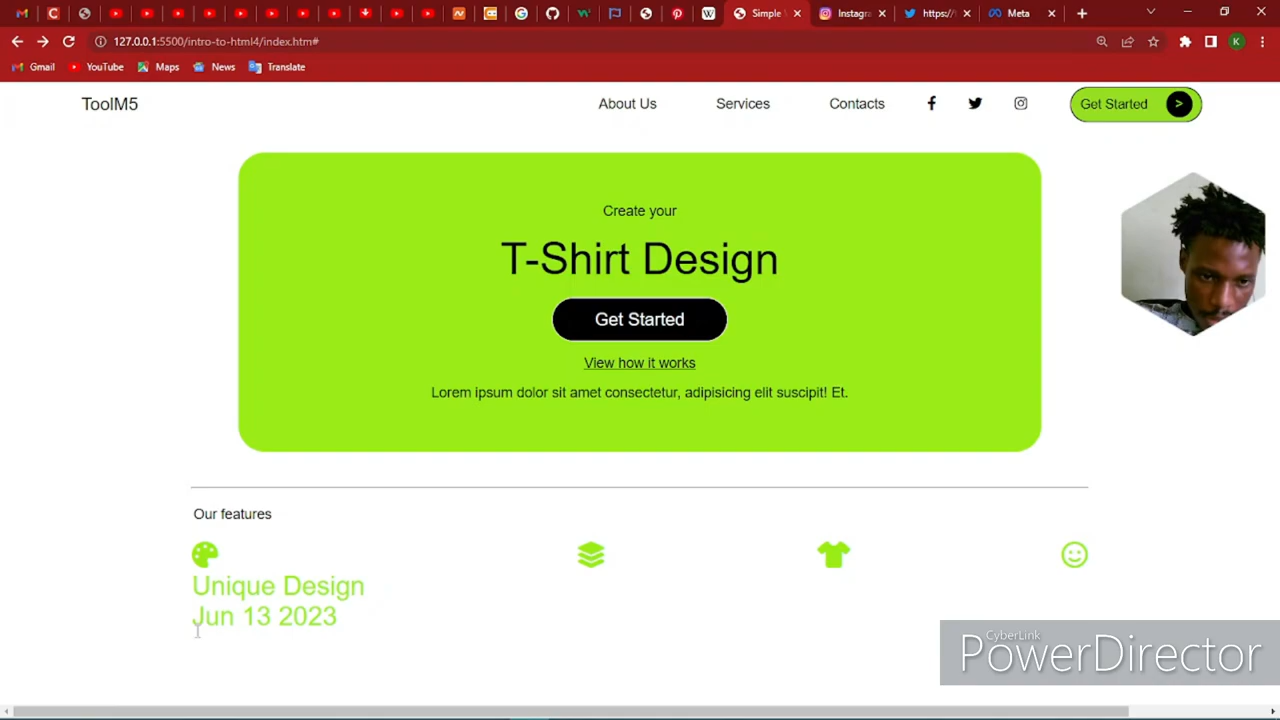 Simple
Instagra
https://
Meta
127.0.0.1:5500/intro-to-html4/index.htm#
K
Gmail
YouTube
Maps
News
Translate
ToolM5
About Us
Services
Contacts
Get Started >
Create your
T-Shirt Design
Get Started
View how it works
Lorem ipsum dolor sit amet consectetur, adipisicing elit suscipit! Et.
Our features
Unique Design
Jun 13 2023
CyberLink
PowerDirector